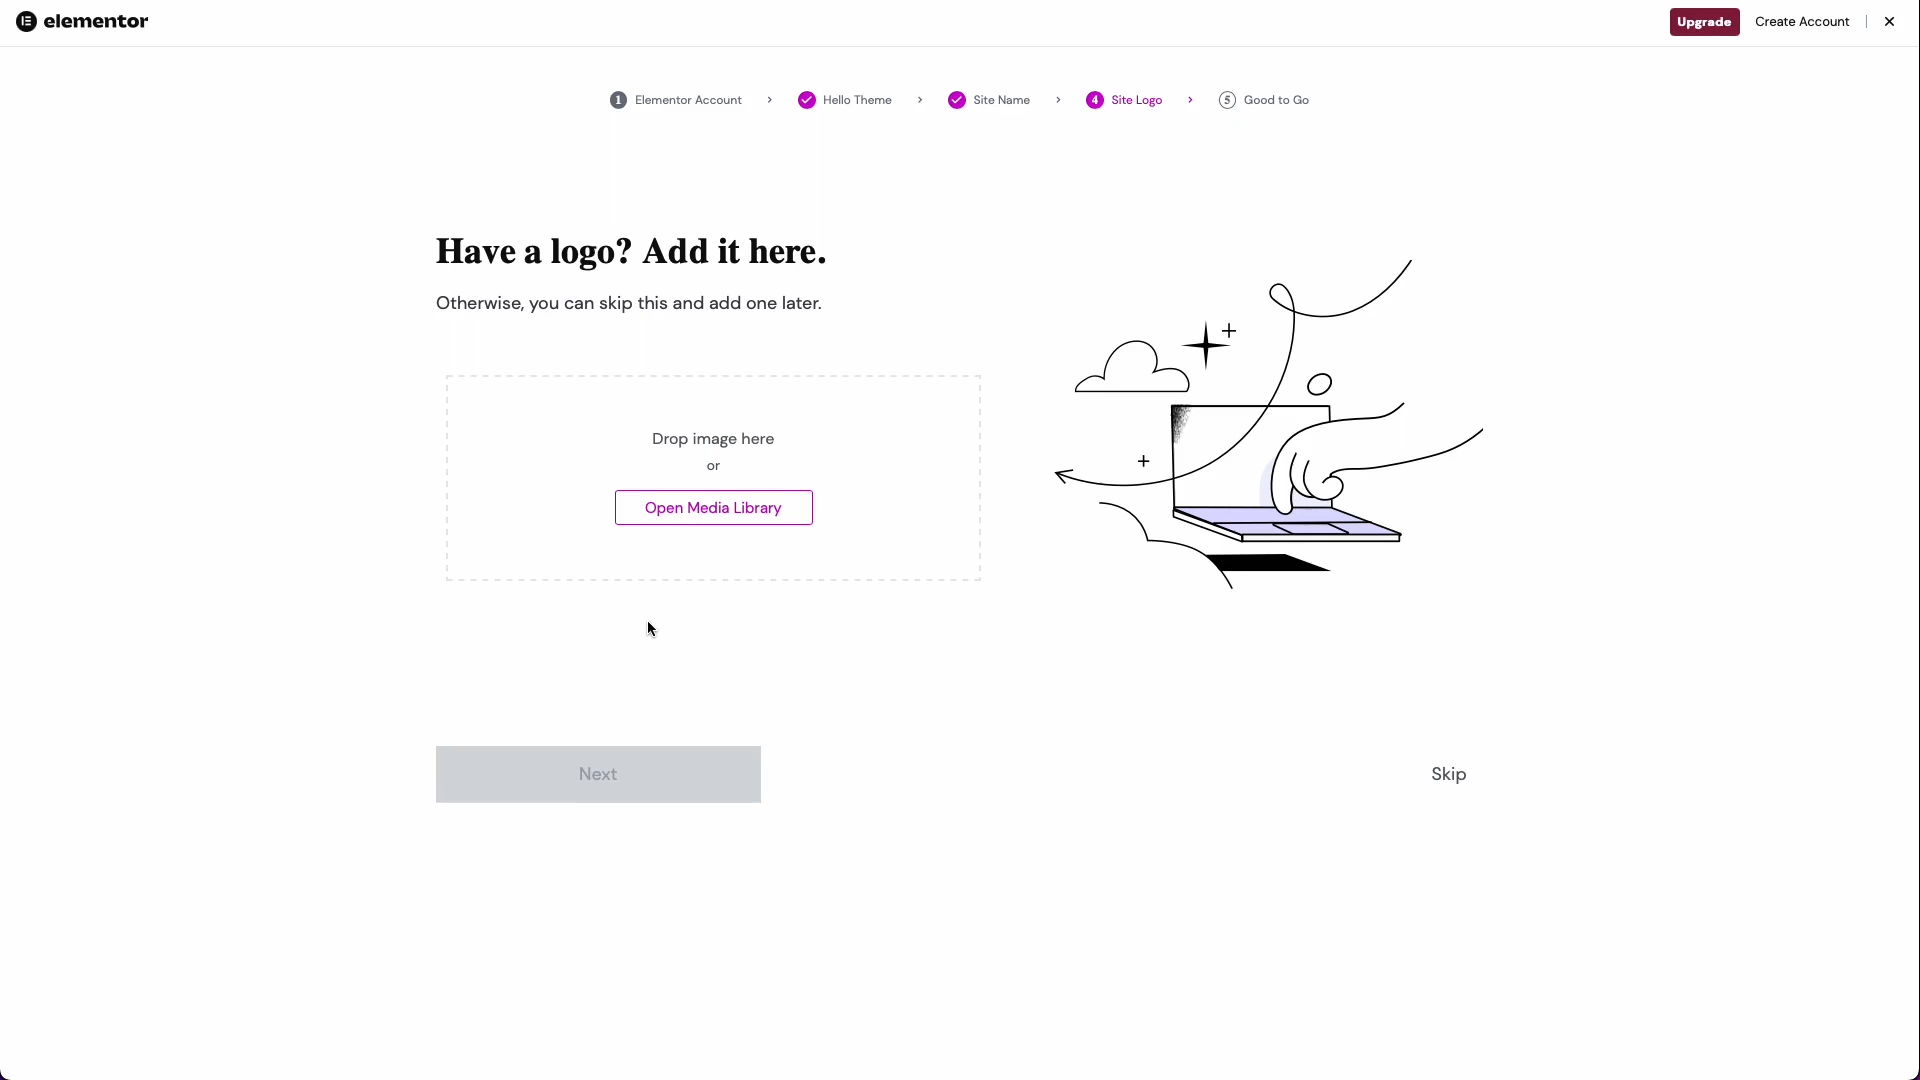 elementor
Upgrade
Create Account
1 Elementor Account
Hello Theme
Site Name
4 Site Logo
5 Good to Go
Have a logo? Add it here.
Otherwise, you can skip this and add one later.
Drop image here
or
Open Media Library
Next
Skip